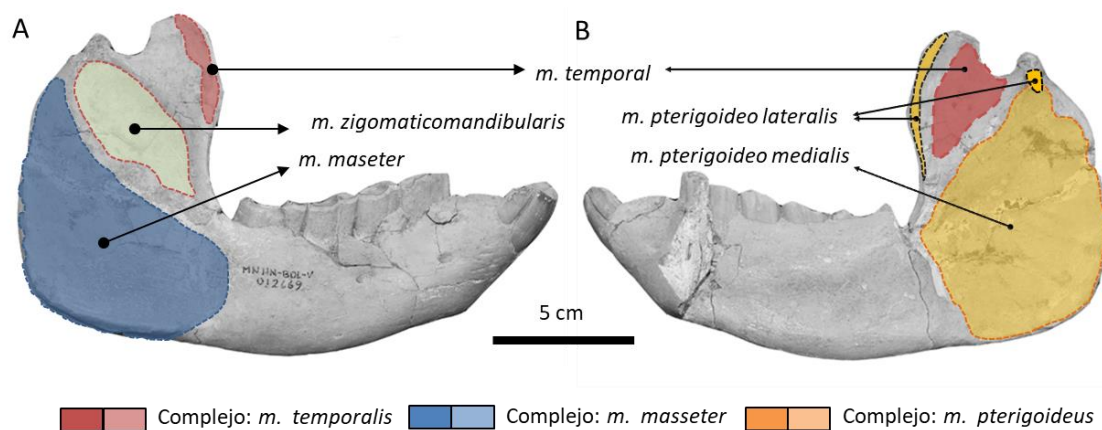 A
B
m. temporal
m. zigomaticomandibularis
m. pterigoideo lateralis
m. maseter
m. pterigoideo medialis
MNHN-BOL-V
012669
5 cm
Complejo: m. temporalis
Complejo: m. masseter
Complejo: m. pterigoideus